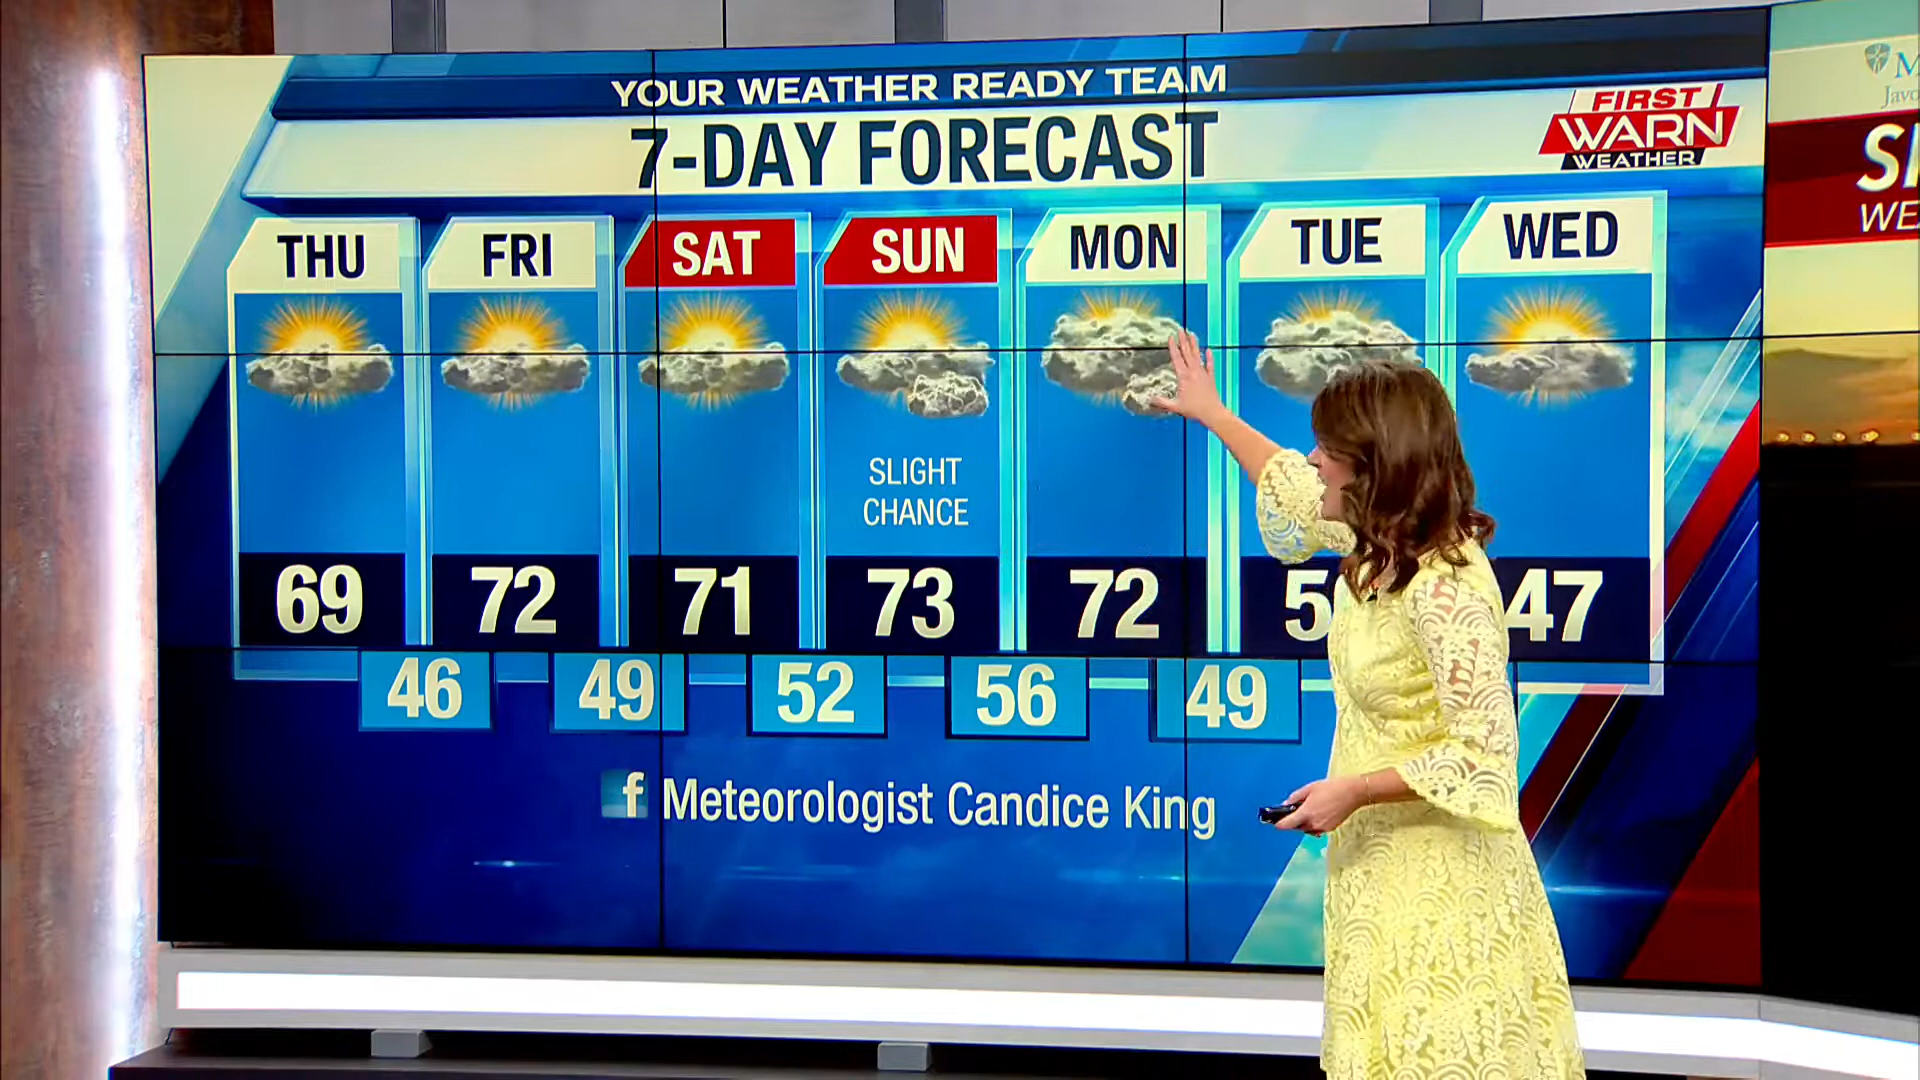 YOUR WEATHER READY TEAM
7-DAY FORECAST
FIRST
WARN
WEATHER
THU FRI SAT SUN MON TUE WED
SLIGHT
CHANCE
69 72 71 73 72 47
46 49 52 56 49
f Meteorologist Candice King